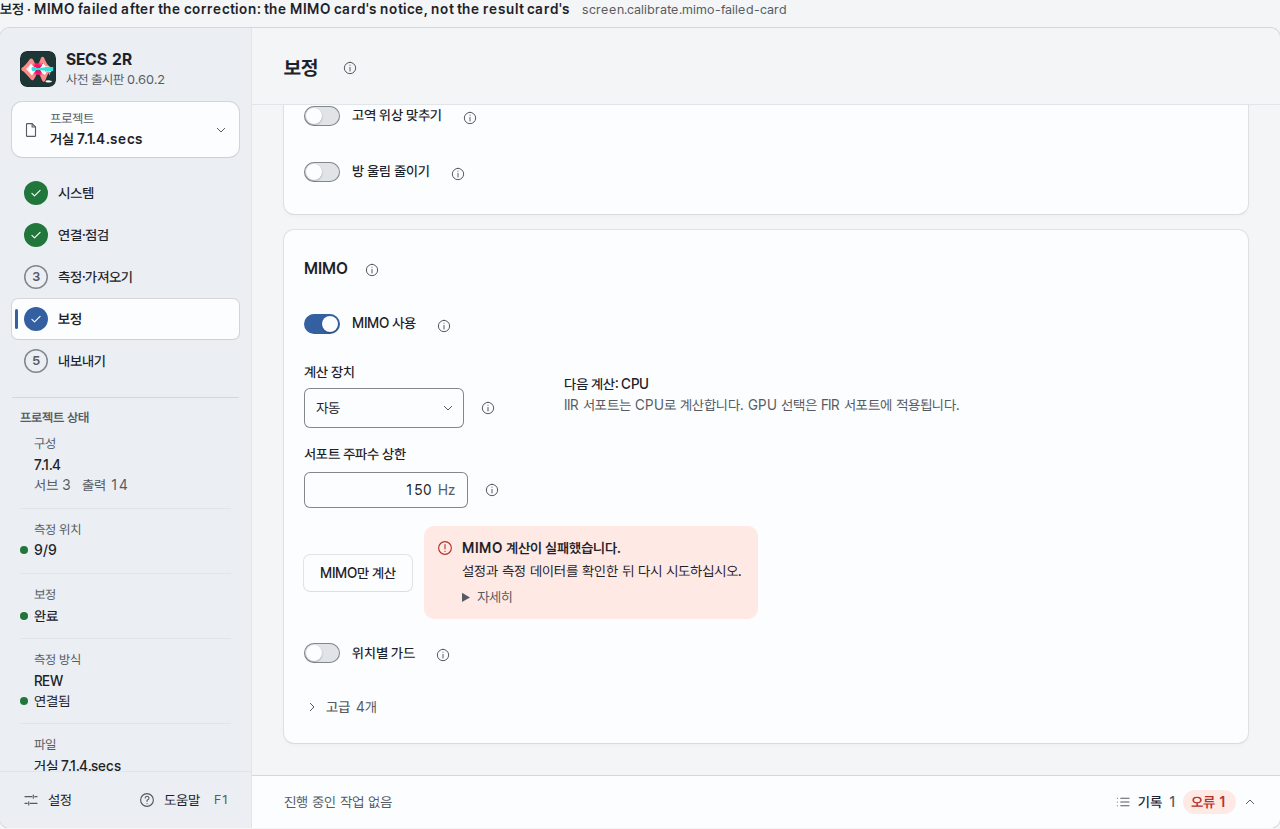 보정 · MIMO failed after the correction: the MIMO card's notice, not the result card's screen.calibrate.mimo-failed-card
SECS 2R
사전 출시판 0.60.2
프로젝트
거실 7.1.4.secs
시스템
연결·점검
3 측정·가져오기
보정
5 내보내기
프로젝트 상태
구성
7.1.4
서브 3 출력 14
측정 위치
9/9
보정
완료
측정 방식
REW
연결됨
파일
거실 7.1.4.secs
설정
도움말 F1
보정
고역 위상 맞추기
방 울림 줄이기
MIMO
MIMO 사용
계산 장치
자동
다음 계산: CPU
IIR 서포트는 CPU로 계산합니다. GPU 선택은 FIR 서포트에 적용됩니다.
서포트 주파수 상한
150 Hz
MIMO만 계산
MIMO 계산이 실패했습니다.
설정과 측정 데이터를 확인한 뒤 다시 시도하십시오.
자세히
위치별 가드
고급 4개
진행 중인 작업 없음
기록 1 오류 1